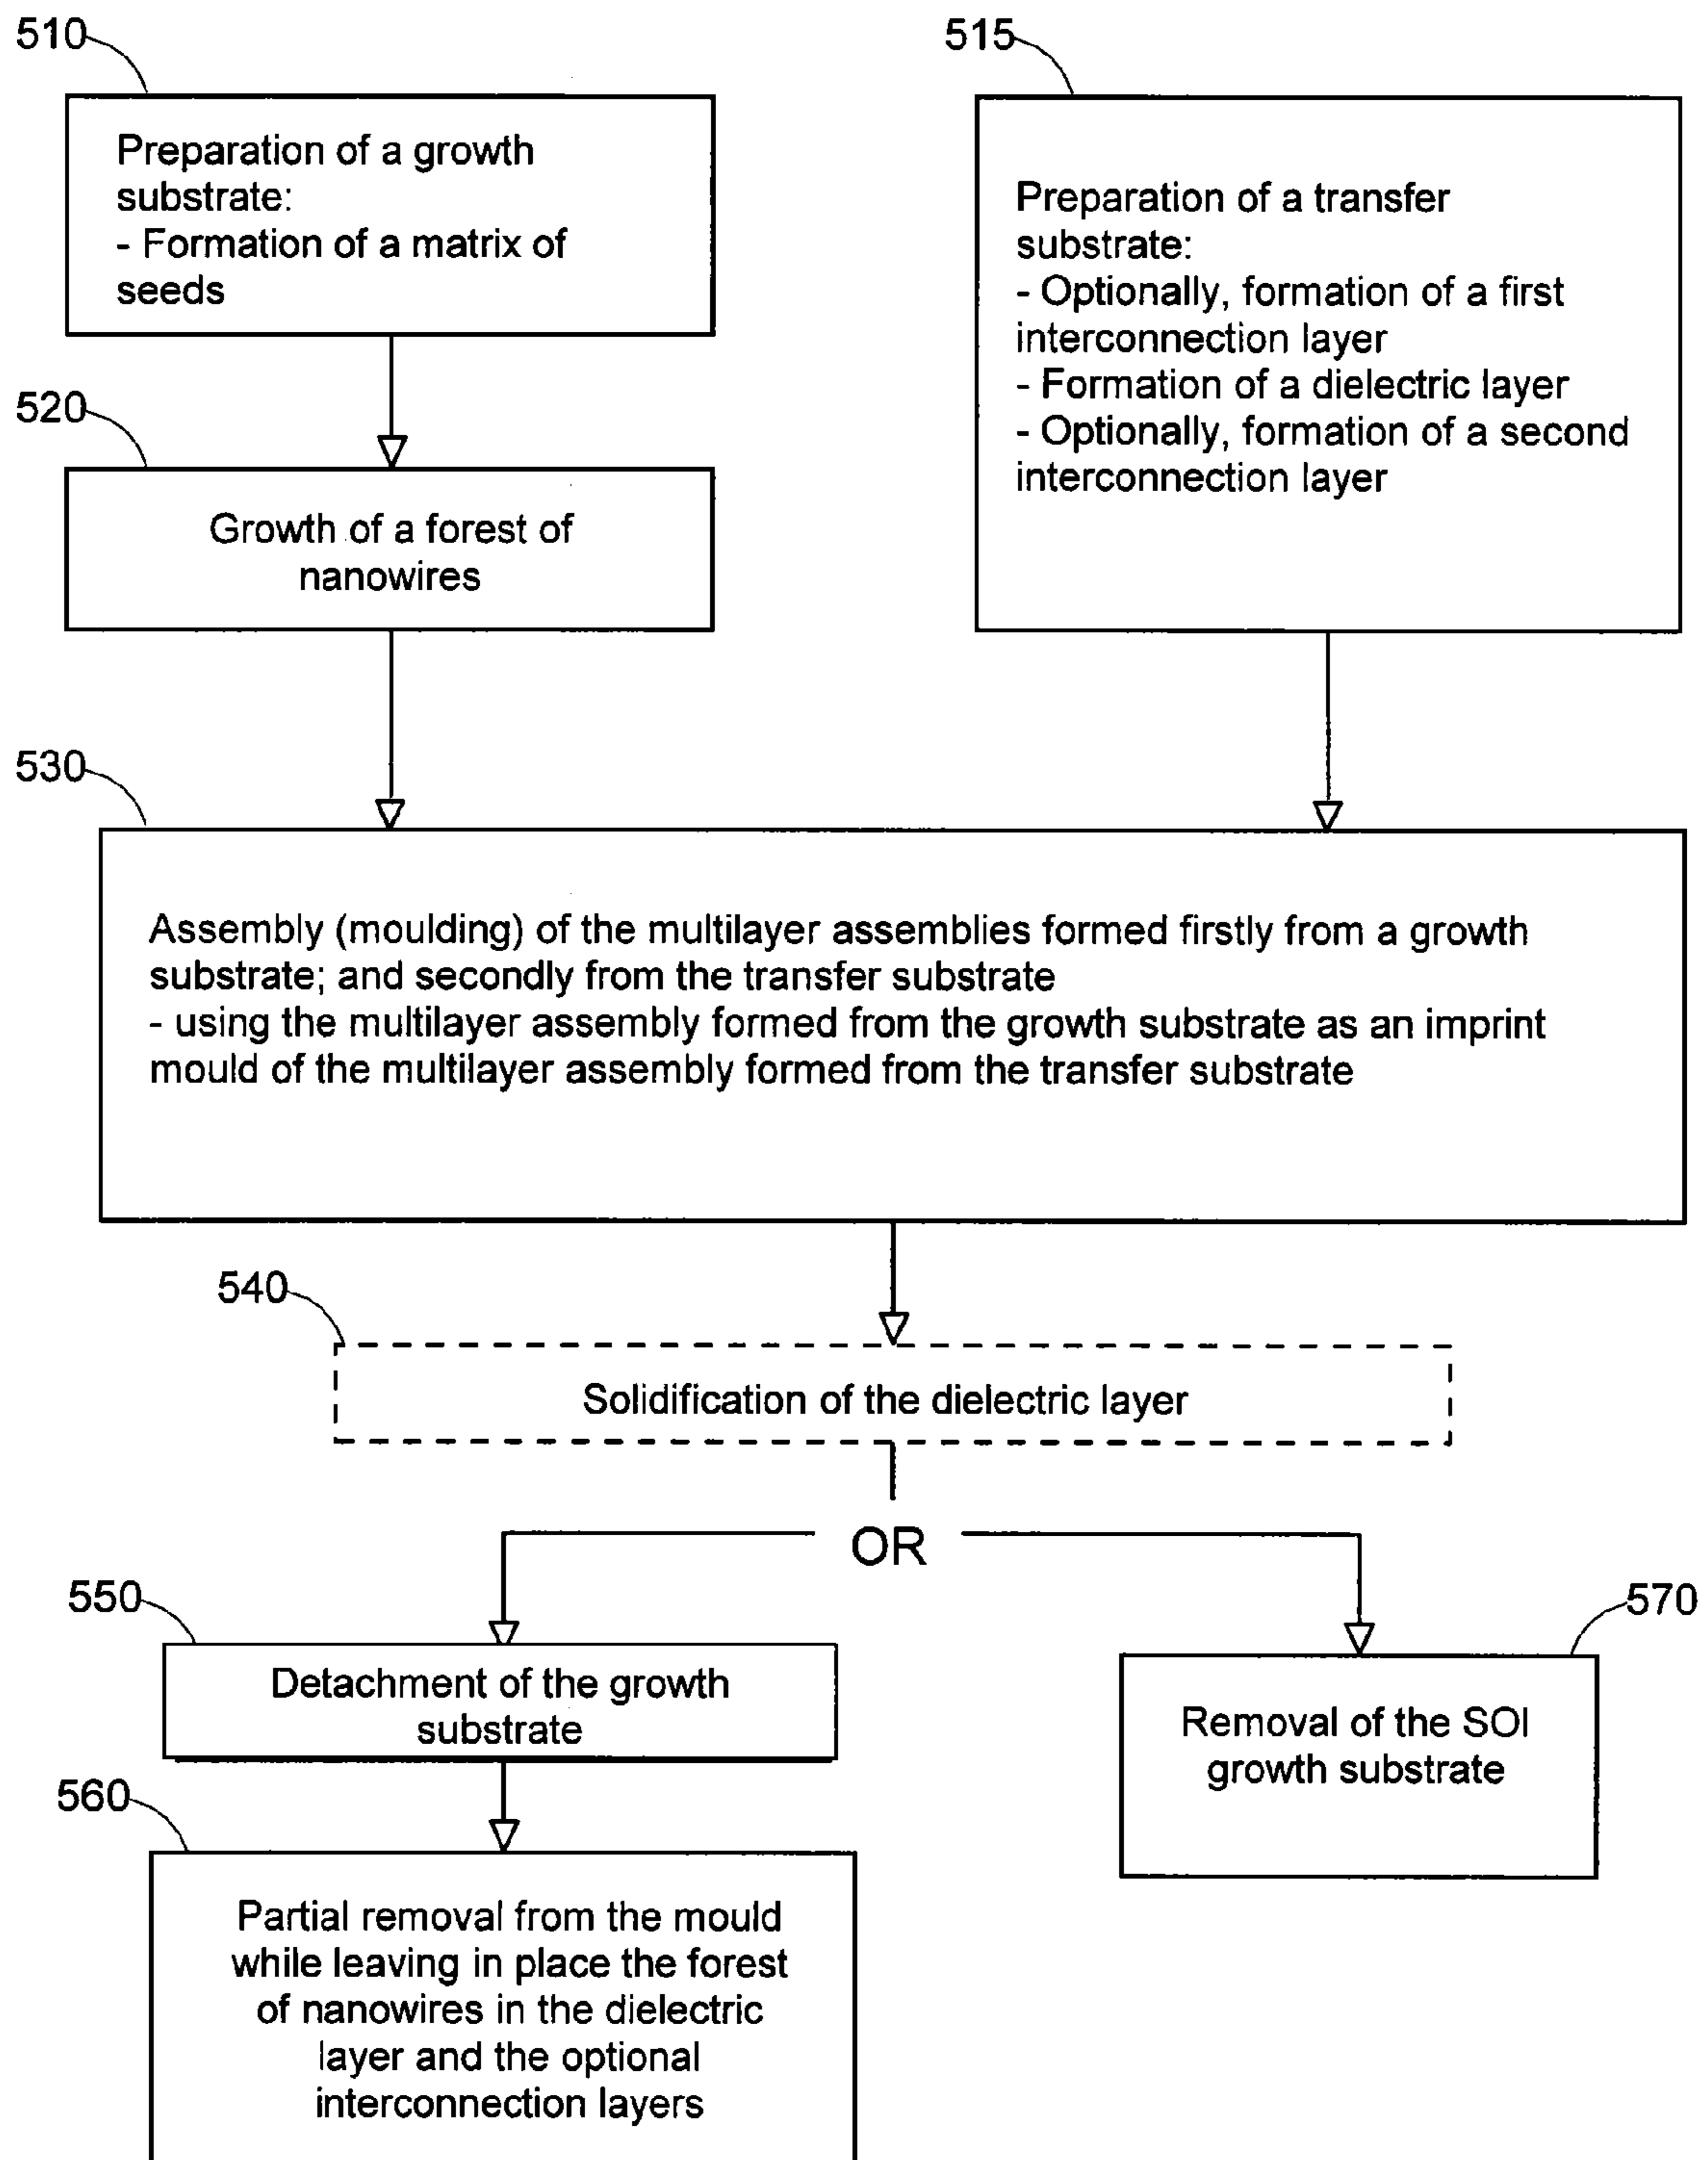 510
Preparation of a growth
substrate:
- Formation of a matrix of
seeds
515
Preparation of a transfer
substrate:
- Optionally, formation of a first
interconnection layer
- Formation of a dielectric layer
- Optionally, formation of a second
interconnection layer
520
Growth of a forest of
nanowires
530
Assembly (moulding) of the multilayer assemblies formed firstly from a growth
substrate; and secondly from the transfer substrate
- using the multilayer assembly formed from the growth substrate as an imprint
mould of the multilayer assembly formed from the transfer substrate
540
Solidification of the dielectric layer
OR
550
Detachment of the growth
substrate
570
Removal of the SOI
growth substrate
560
Partial removal from the mould
while leaving in place the forest
of nanowires in the dielectric
layer and the optional
interconnection layers